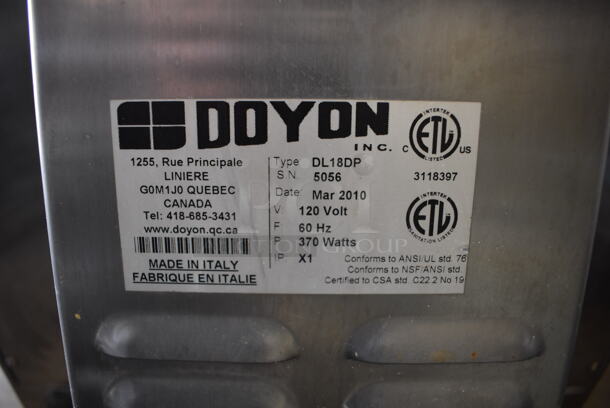 DOYON
INC.
1255, Rue Principale
LINIERE
G0M1J0 QUEBEC
CANADA
Tel: 418-685-3431
www.doyon.qc.ca
MADE IN ITALY
FABRIQUE EN ITALIE
Type DL18DP
S.N. 5056
Date: Mar 2010
V 120 Volt
F 60 Hz
P 370 Watts
IP X1
Conforms to ANSI/UL std. 76
Conforms to NSF/ANSI std.
Certified to CSA std. C22.2 No 19
INTERTEK
C ETL US
LISTED
3118397
INTERTEK
ETL
SANITATION LISTED